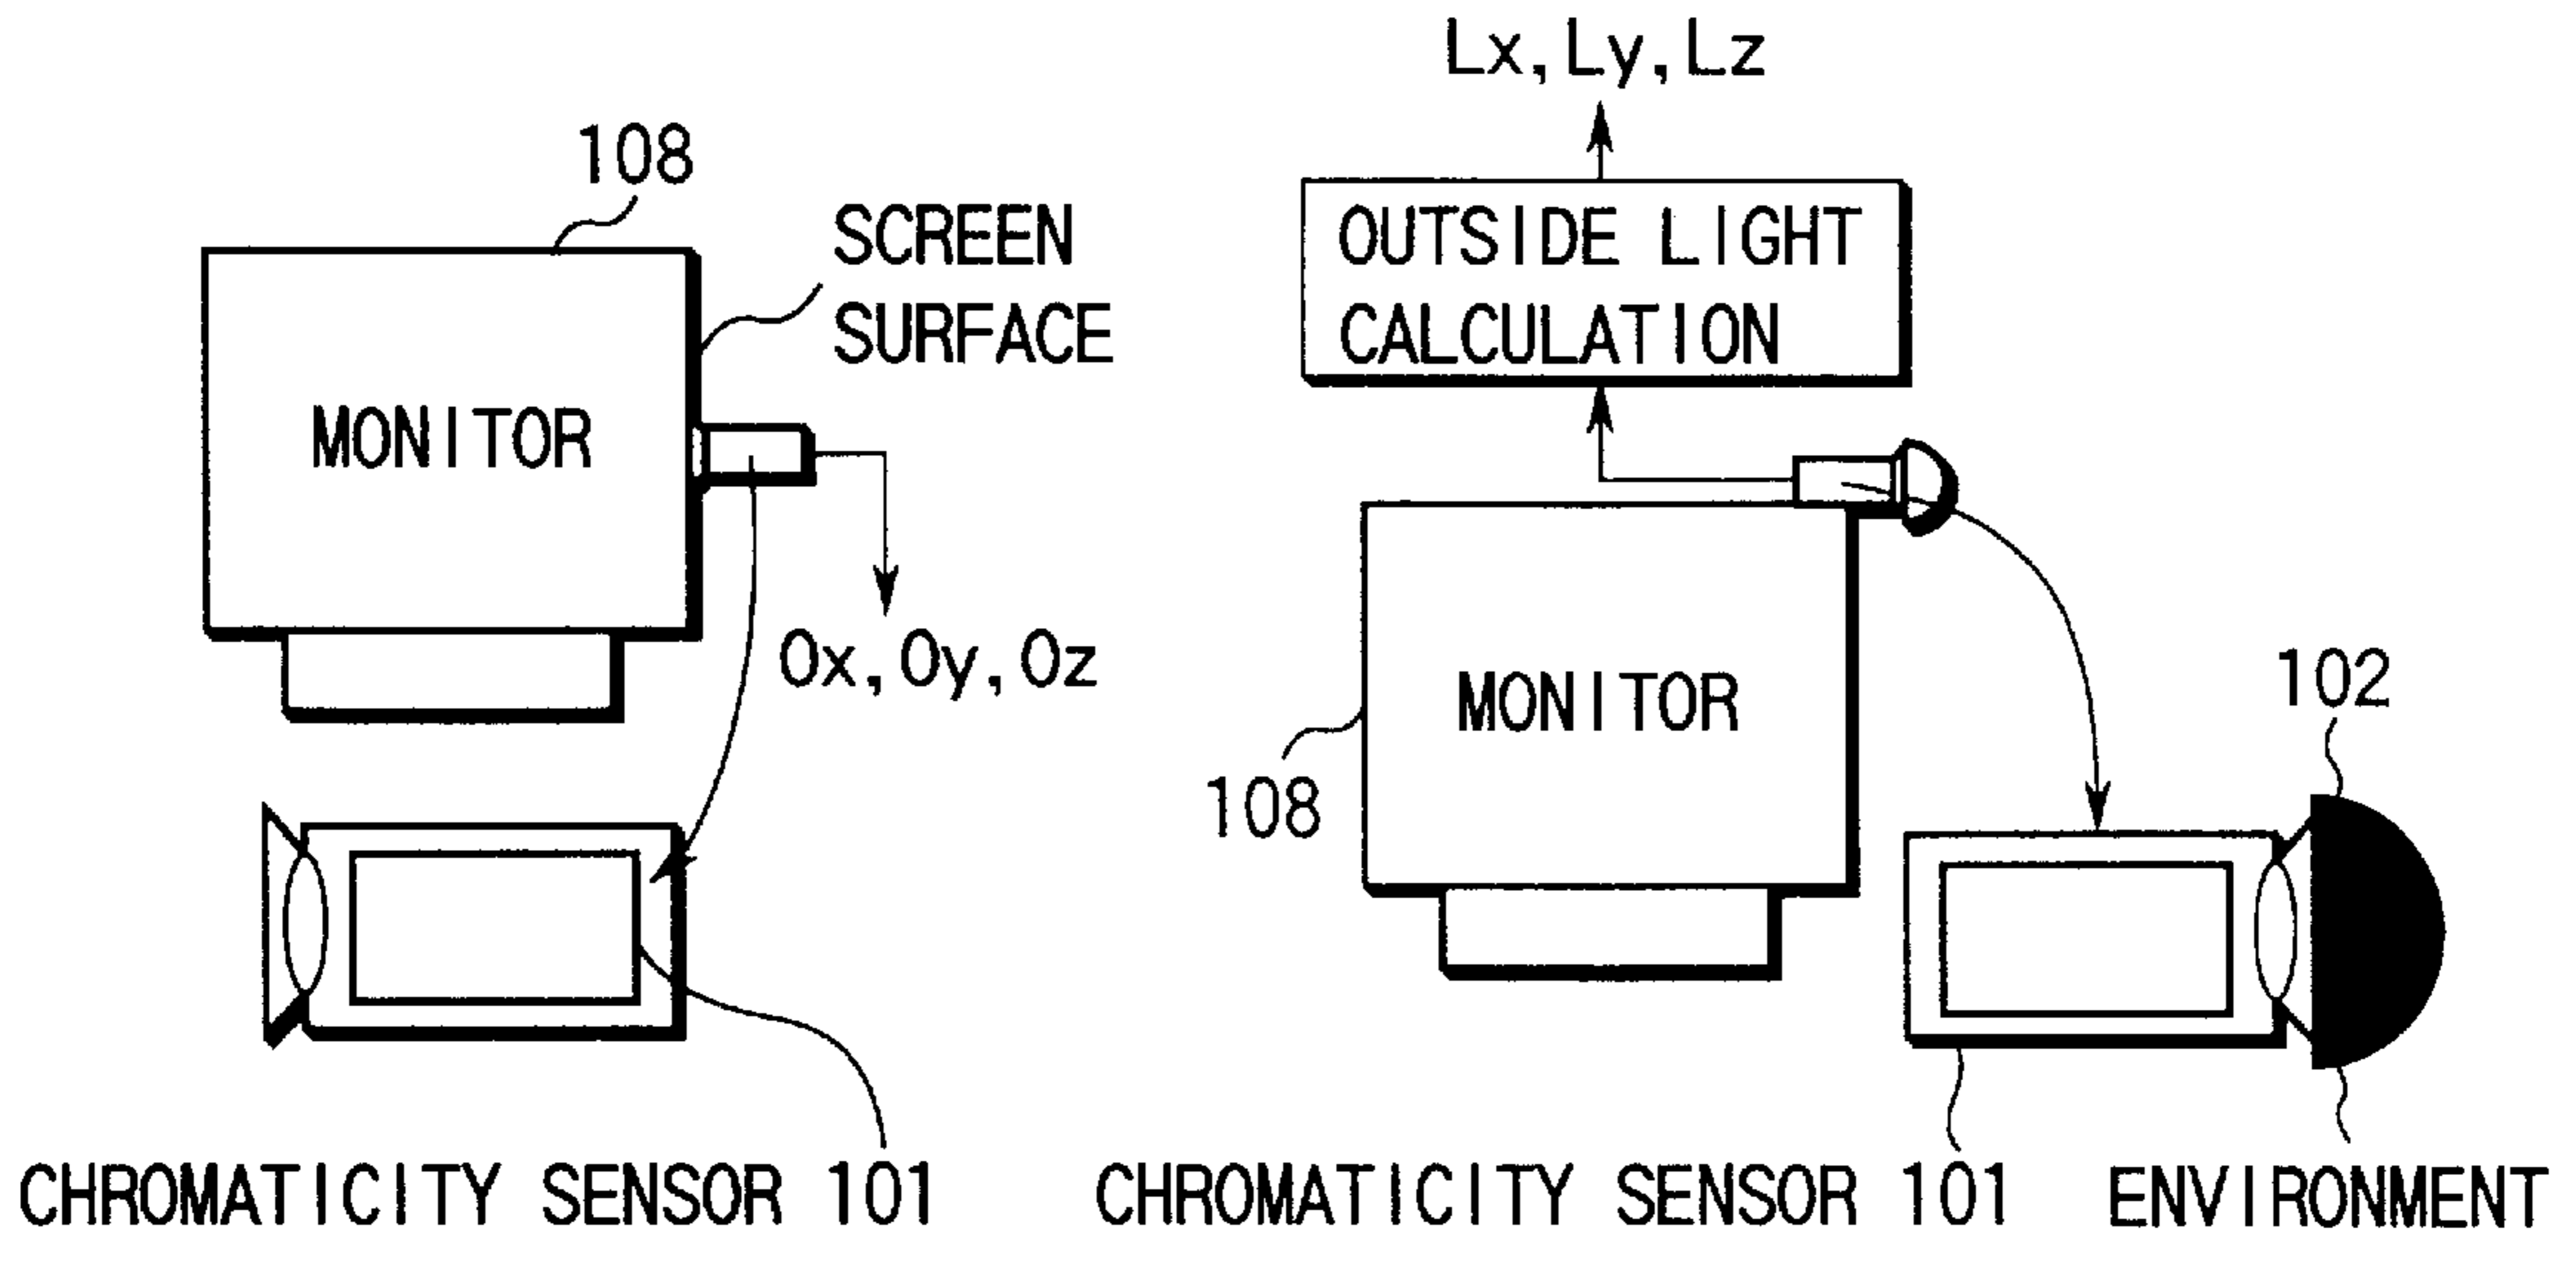 108
SCREEN
SURFACE
MONITOR
Ox, Oy, Oz
CHROMATICITY SENSOR 101
Lx, Ly, Lz
OUTSIDE LIGHT
CALCULATION
MONITOR
108
102
CHROMATICITY SENSOR 101
ENVIRONMENT